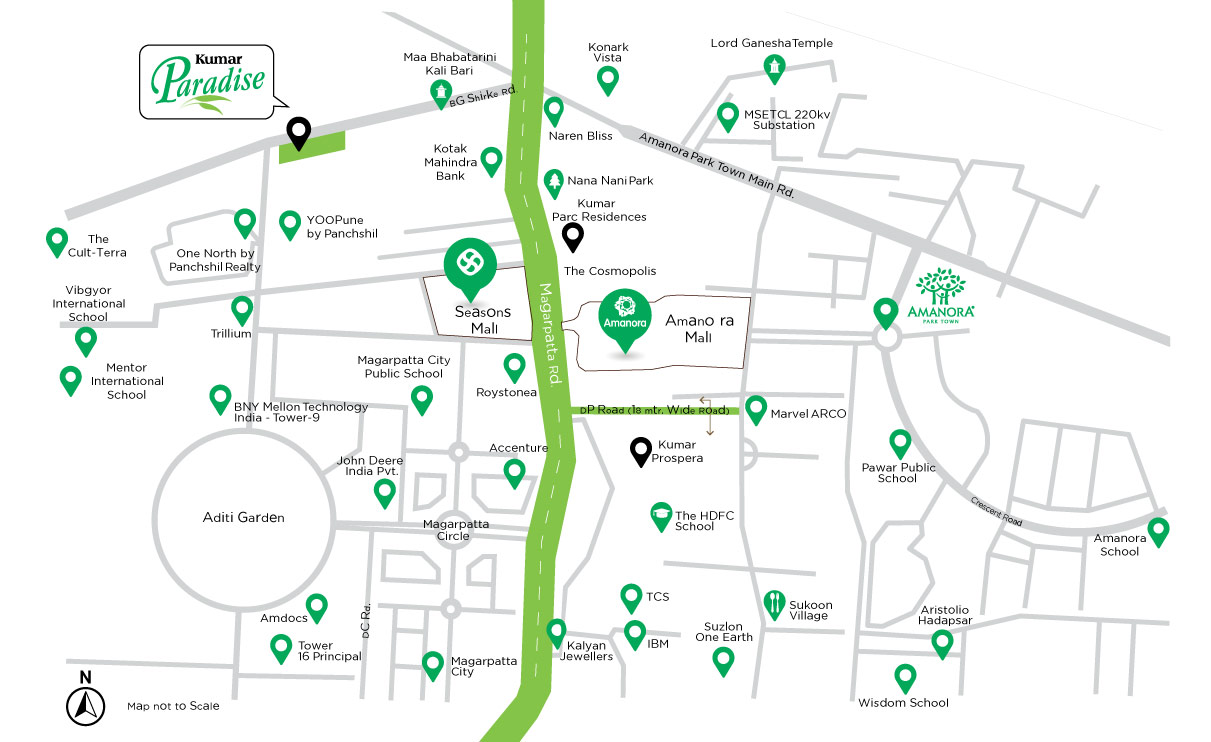 Kumar
Paradise
Maa Bhabatarini
Kali Bari
BG ShirKe RD.
Konark
Vista
Lord GaneshaTemple
MSETCL 220kv
Substation
Naren Bliss
Amanora Park Town Main Rd.
Kotak
Mahindra
Bank
Nana Nani Park
Kumar
Parc Residences
The Cosmopolis
YOOPune
by Panchshil
The
Cult-Terra
One North by
Panchshil Realty
Vibgyor
International
School
Trillium
Mentor
International
School
Seasons
Mall
Magarpatta Rd.
Amanora
Amanora
Mall
AMANORA
PARK TOWN
Magarpatta City
Public School
Roystonea
BNY Mellon Technology
India - Tower-9
DP Road (18 mtr. Wide Road)
Marvel ARCO
Accenture
Kumar
Prospera
John Deere
India Pvt.
Pawar Public
School
Aditi Garden
Magarpatta
Circle
The HDFC
School
Crescent Road
Amanora
School
Amdocs
DC Rd.
TCS
Sukoon
Village
Aristolio
Hadapsar
Tower
16 Principal
Magarpatta
City
Kalyan
Jewellers
IBM
Suzlon
One Earth
Wisdom School
N
Map not to Scale